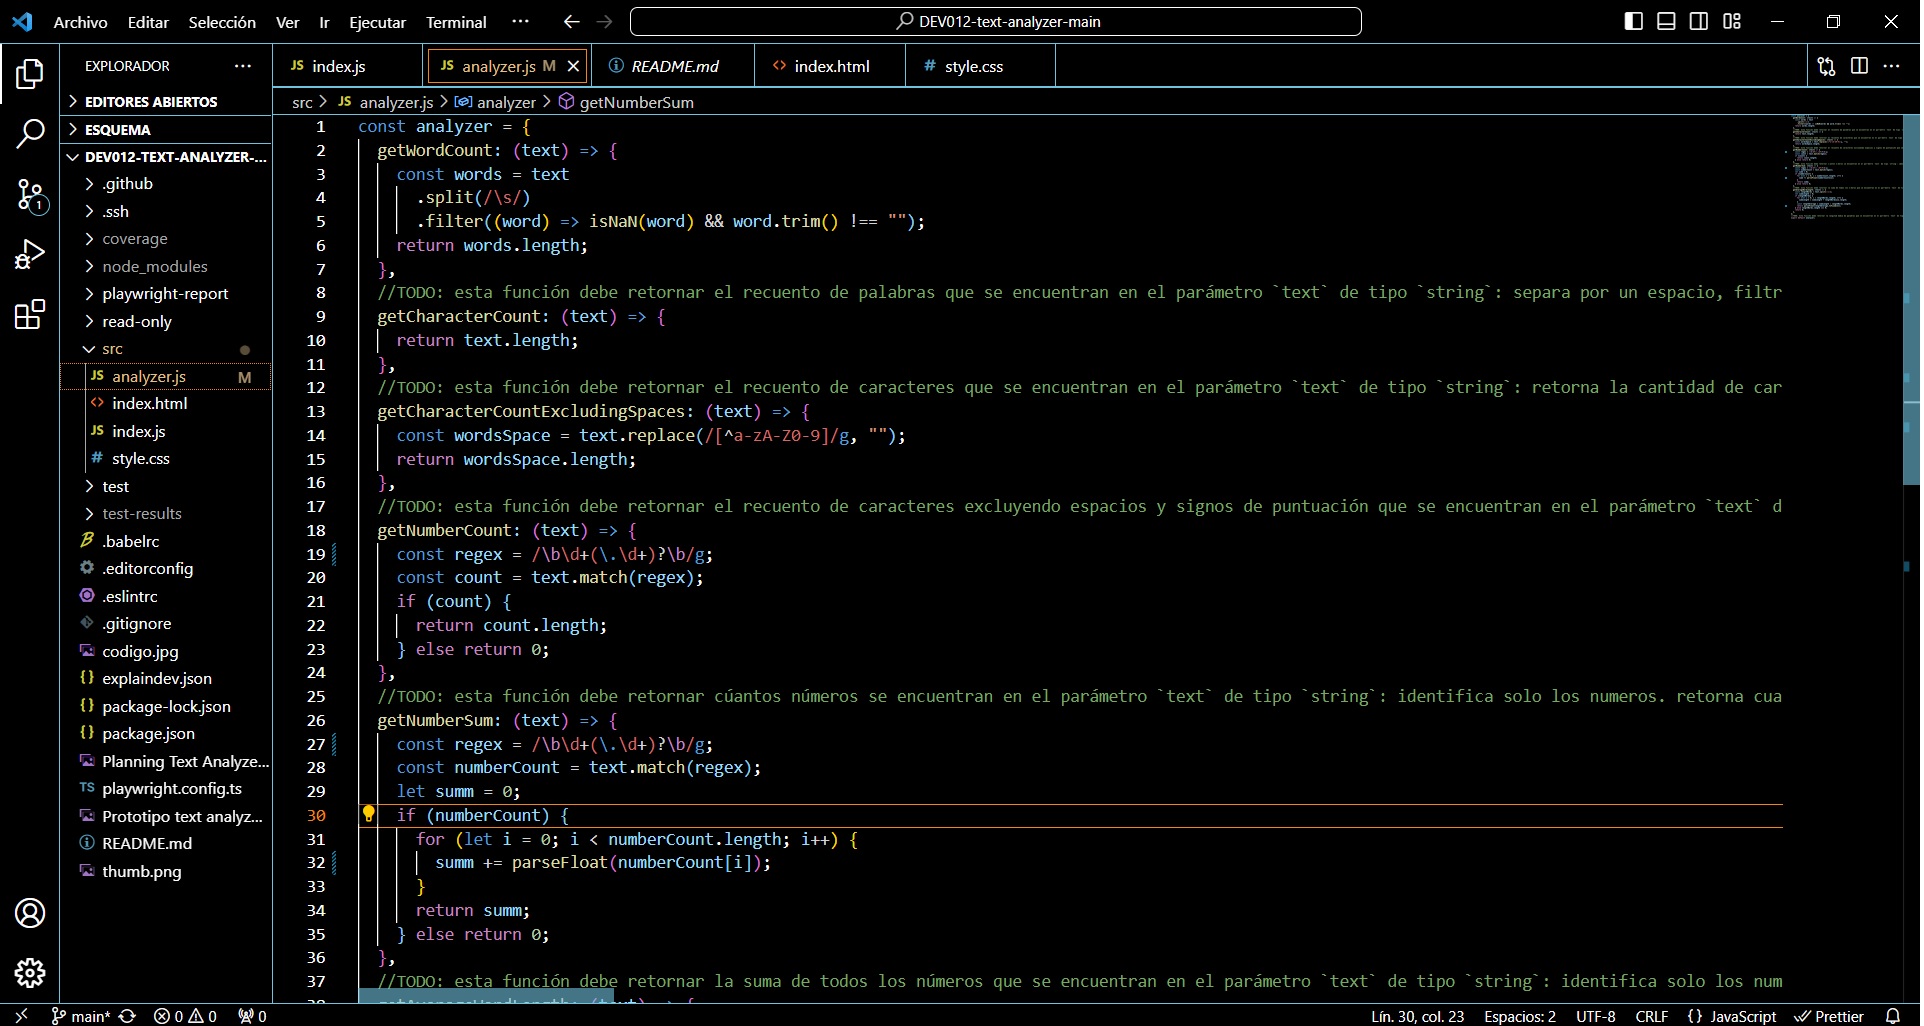 Archivo Editar Selección Ver Ir Ejecutar Terminal ··· DEV012-text-analyzer-main
EXPLORADOR ···
EDITORES ABIERTOS
ESQUEMA
DEV012-TEXT-ANALYZER-...
.github
.ssh
coverage
node_modules
playwright-report
read-only
src
JS analyzer.js M
<> index.html
JS index.js
# style.css
test
test-results
.babelrc
.editorconfig
.eslintrc
.gitignore
codigo.jpg
{} explaindev.json
{} package-lock.json
{} package.json
Planning Text Analyze...
TS playwright.config.ts
Prototipo text analyz...
README.md
thumb.png
1
JS index.js JS analyzer.js M README.md <> index.html # style.css ···
src > JS analyzer.js > analyzer > getNumberSum
1 const analyzer = {
2 getWordCount: (text) => {
3 const words = text
4 .split(/\s/)
5 .filter((word) => isNaN(word) && word.trim() !== "");
6 return words.length;
7 },
8 //TODO: esta función debe retornar el recuento de palabras que se encuentran en el parámetro `text` de tipo `string`: separa por un espacio, filtr
9 getCharacterCount: (text) => {
10 return text.length;
11 },
12 //TODO: esta función debe retornar el recuento de caracteres que se encuentran en el parámetro `text` de tipo `string`: retorna la cantidad de car
13 getCharacterCountExcludingSpaces: (text) => {
14 const wordsSpace = text.replace(/[^a-zA-Z0-9]/g, "");
15 return wordsSpace.length;
16 },
17 //TODO: esta función debe retornar el recuento de caracteres excluyendo espacios y signos de puntuación que se encuentran en el parámetro `text` d
18 getNumberCount: (text) => {
19 const regex = /\b\d+(\.\d+)?\b/g;
20 const count = text.match(regex);
21 if (count) {
22 return count.length;
23 } else return 0;
24 },
25 //TODO: esta función debe retornar cúantos números se encuentran en el parámetro `text` de tipo `string`: identifica solo los numeros. retorna cua
26 getNumberSum: (text) => {
27 const regex = /\b\d+(\.\d+)?\b/g;
28 const numberCount = text.match(regex);
29 let summ = 0;
30 if (numberCount) {
31 for (let i = 0; i < numberCount.length; i++) {
32 summ += parseFloat(numberCount[i]);
33 }
34 return summ;
35 } else return 0;
36 },
37 //TODO: esta función debe retornar la suma de todos los números que se encuentran en el parámetro `text` de tipo `string`: identifica solo los num
main* 0 0 0 Lín. 30, col. 23 Espacios: 2 UTF-8 CRLF {} JavaScript Prettier